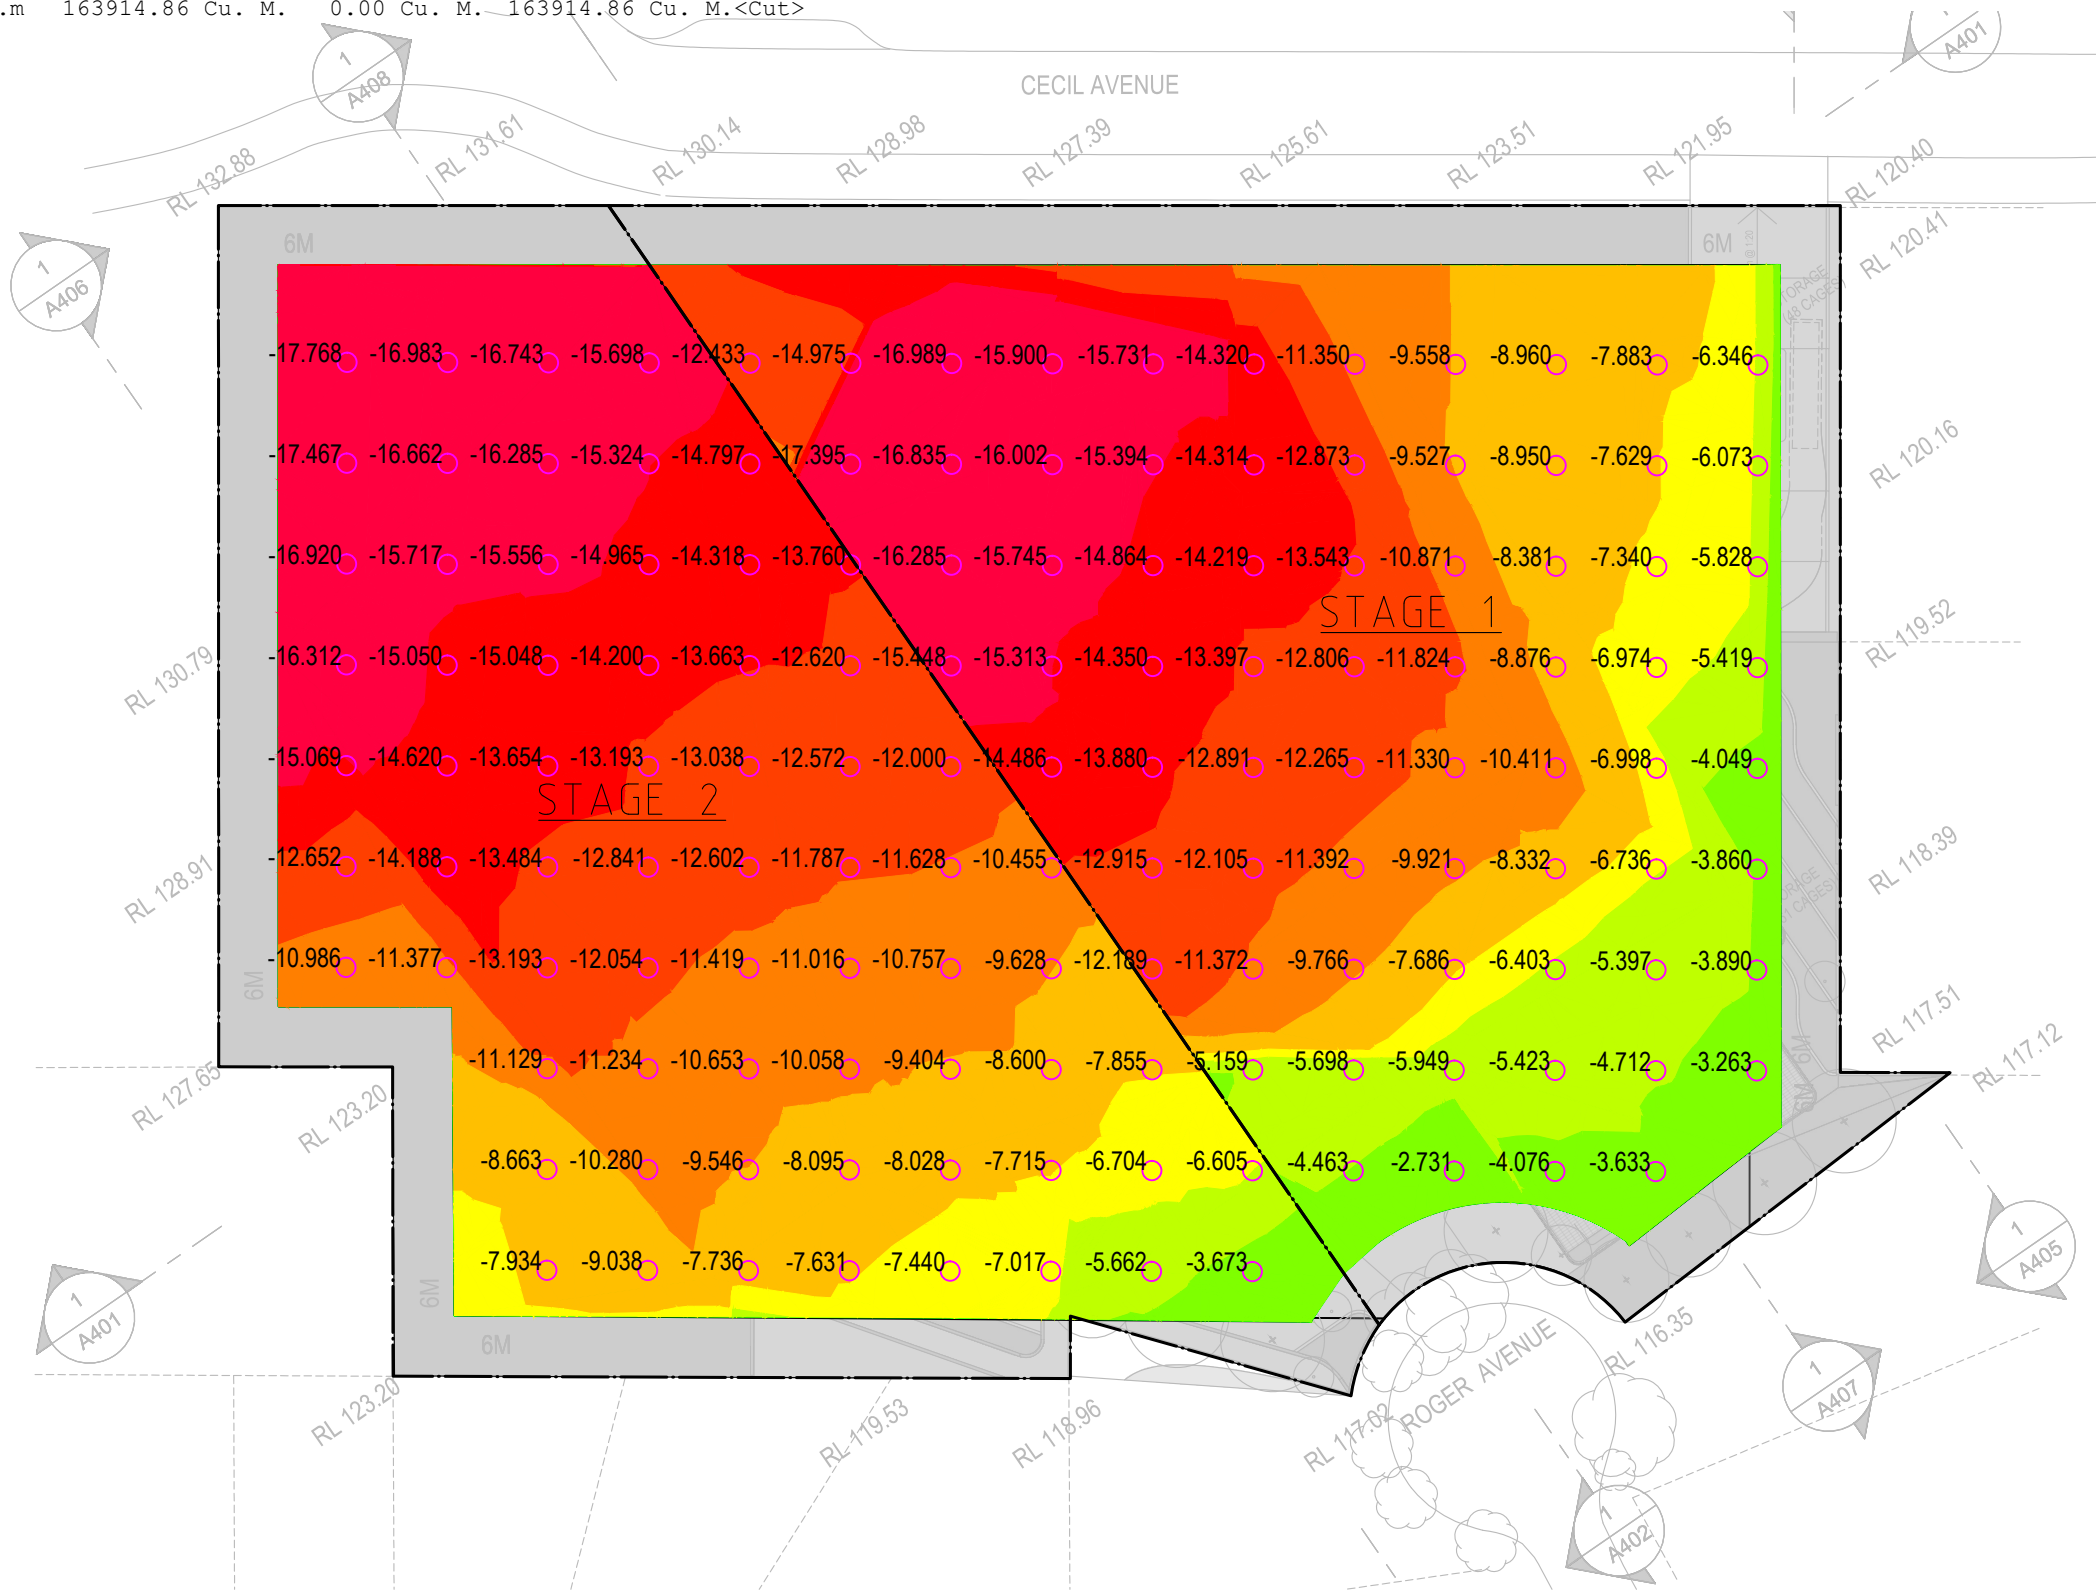 .m 163914.86 Cu. M. 0.00 Cu. M. 163914.86 Cu. M.<Cut>
1
A408
1
A401
CECIL AVENUE
RL 132.88
RL 131.61
RL 130.14
RL 128.98
RL 127.39
RL 125.61
RL 123.51
RL 121.95
RL 120.40
RL 120.41
1
A406
6M
6M
@ 1:20
TORAGE
(48 CAGES)
-17.768 -16.983 -16.743 -15.698 -12.433 -14.975 -16.989 -15.900 -15.731 -14.320 -11.350 -9.558 -8.960 -7.883 -6.346
-17.467 -16.662 -16.285 -15.324 -14.797 -17.395 -16.835 -16.002 -15.394 -14.314 -12.873 -9.527 -8.950 -7.629 -6.073
RL 120.16
-16.920 -15.717 -15.556 -14.965 -14.318 -13.760 -16.285 -15.745 -14.864 -14.219 -13.543 -10.871 -8.381 -7.340 -5.828
STAGE 1
RL 119.52
RL 130.79
-16.312 -15.050 -15.048 -14.200 -13.663 -12.620 -15.448 -15.313 -14.350 -13.397 -12.806 -11.824 -8.876 -6.974 -5.419
-15.069 -14.620 -13.654 -13.193 -13.038 -12.572 -12.000 -14.486 -13.880 -12.891 -12.265 -11.330 -10.411 -6.998 -4.049
STAGE 2
RL 128.91
-12.652 -14.188 -13.484 -12.841 -12.602 -11.787 -11.628 -10.455 -12.915 -12.105 -11.392 -9.921 -8.332 -6.736 -3.860
RL 118.39
ORAGE
51 CAGES)
-10.986 -11.377 -13.193 -12.054 -11.419 -11.016 -10.757 -9.628 -12.189 -11.372 -9.766 -7.686 -6.403 -5.397 -3.890
6M
RL 117.51
RL 127.65
RL 123.20
-11.129 -11.234 -10.653 -10.058 -9.404 -8.600 -7.855 -5.159 -5.698 -5.949 -5.423 -4.712 -3.263
6M
6M
RL 117.12
-8.663 -10.280 -9.546 -8.095 -8.028 -7.715 -6.704 -6.605 -4.463 -2.731 -4.076 -3.633
-7.934 -9.038 -7.736 -7.631 -7.440 -7.017 -5.662 -3.673
6M
6M
1
A401
1
A405
RL 123.20
RL 119.53
RL 118.96
RL 117.02
ROGER AVENUE
RL 116.35
1
A407
1
A402